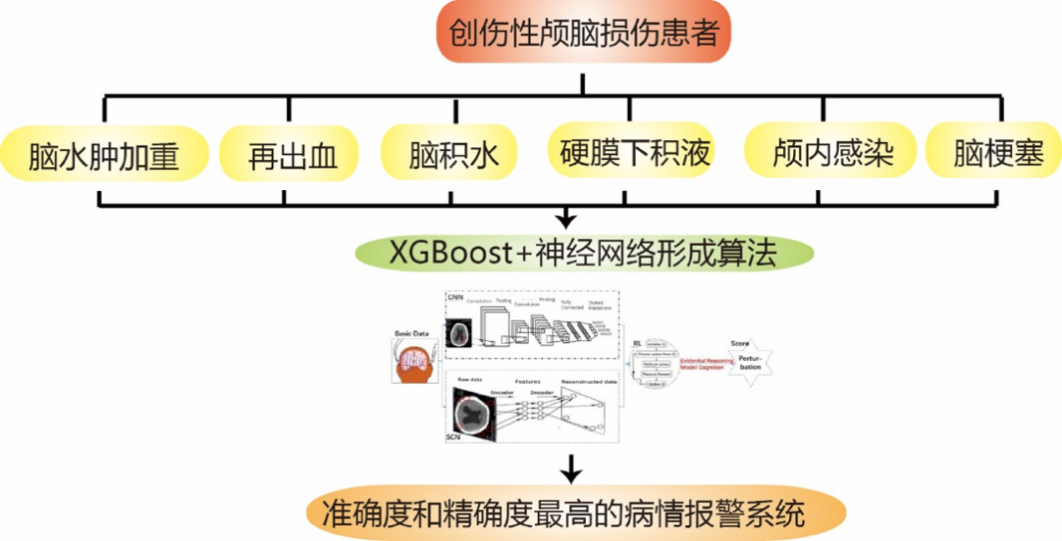 创伤性颅脑损伤患者
脑水肿加重
再出血
脑积水
硬膜下积液
颅内感染
脑梗塞
XGBoost+神经网络形成算法
CNN
Convolution
Pooling
Convolution
Pooling
Fully
Connected
Output
Basic Data
Raw data
Features
Reconstructed data
Encoder
Decoder
SCN
RL
Evidential Reasoning
Model Cognition
Score
Pertur-
bation
准确度和精确度最高的病情报警系统